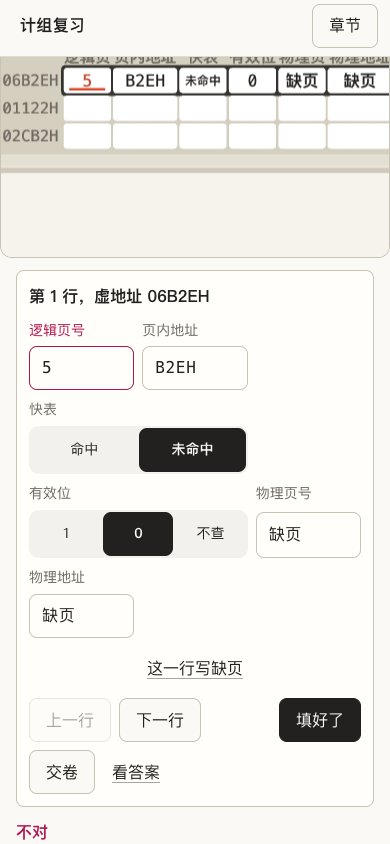 计组复习
章节
逻辑页 页内地址 快表 有效位 物理页 物理地址
06B2EH 5 B2EH 未命中 0 缺页 缺页
01122H
02CB2H
第 1 行，虚地址 06B2EH
逻辑页号 页内地址
5 B2EH
快表
命中 未命中
有效位 物理页号
1 0 不查 缺页
物理地址
缺页
这一行写缺页
上一行 下一行 填好了
交卷 看答案
不对